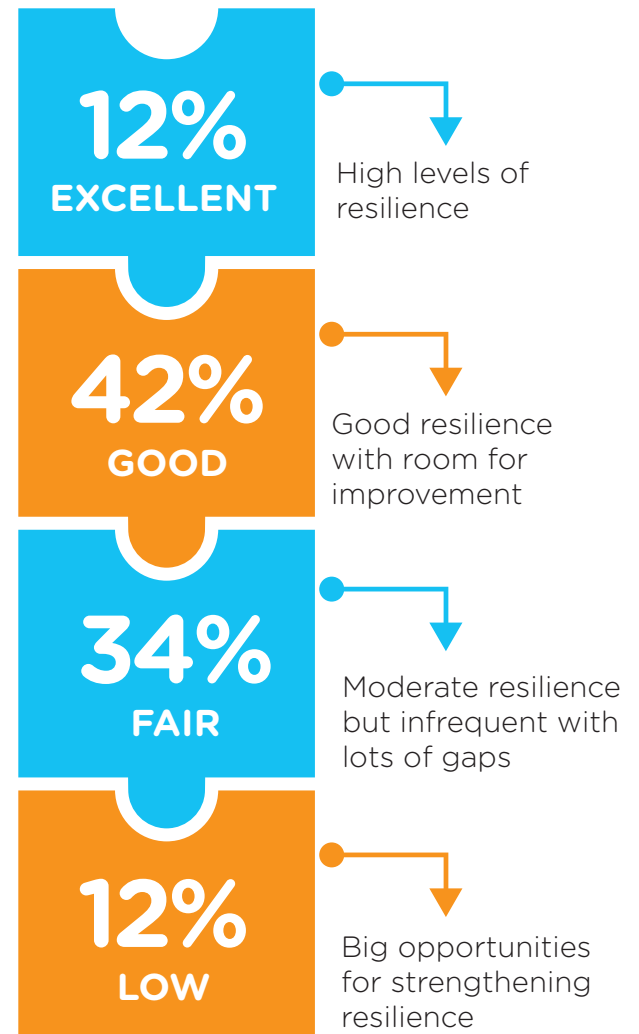 12%
EXCELLENT
High levels of
resilience
42%
GOOD
Good resilience
with room for
improvement
34%
FAIR
Moderate resilience
but infrequent with
lots of gaps
12%
LOW
Big opportunities
for strengthening
resilience